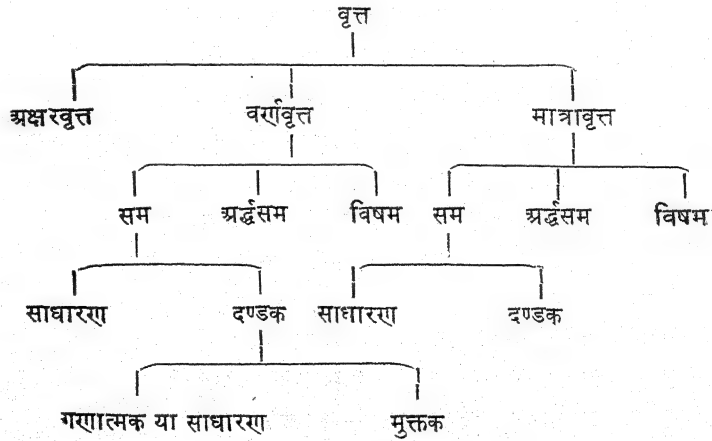 वृत्त
अक्षरवृत्त वर्णवृत्त मात्रावृत्त
सम अर्द्धसम विषम सम अर्द्धसम विषम
साधारण दण्डक साधारण दण्डक
गणात्मक या साधारण मुक्तक